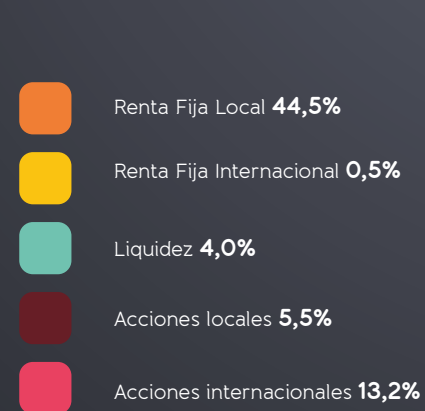 Renta Fija Local 44,5%
Renta Fija Internacional 0,5%
Liquidez 4,0%
Acciones locales 5,5%
Acciones internacionales 13,2%